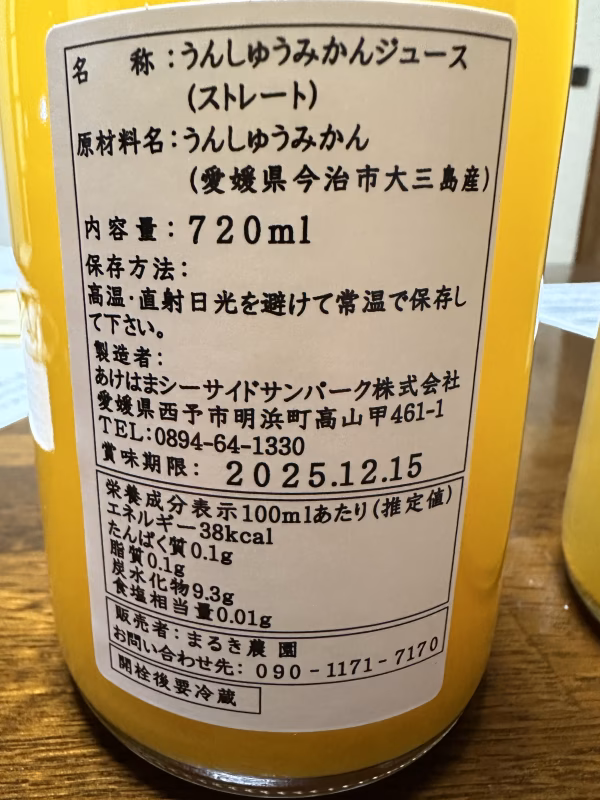 名　称：うんしゅうみかんジュース
(ストレート)
原材料名：うんしゅうみかん
(愛媛県今治市大三島産)
内容量：720ml
保存方法：
高温・直射日光を避けて常温で保存し
て下さい。
製造者：
あけはまシーサイドサンパーク株式会社
愛媛県西予市明浜町高山甲461-1
TEL:0894-64-1330
賞味期限：2025.12.15
栄養成分表示100mlあたり(推定値)
エネルギー38kcal
たんぱく質0.1g
脂質0.1g
炭水化物9.3g
食塩相当量0.01g
販売者：まるき農園
お問い合わせ先：090-1171-7170
開栓後要冷蔵